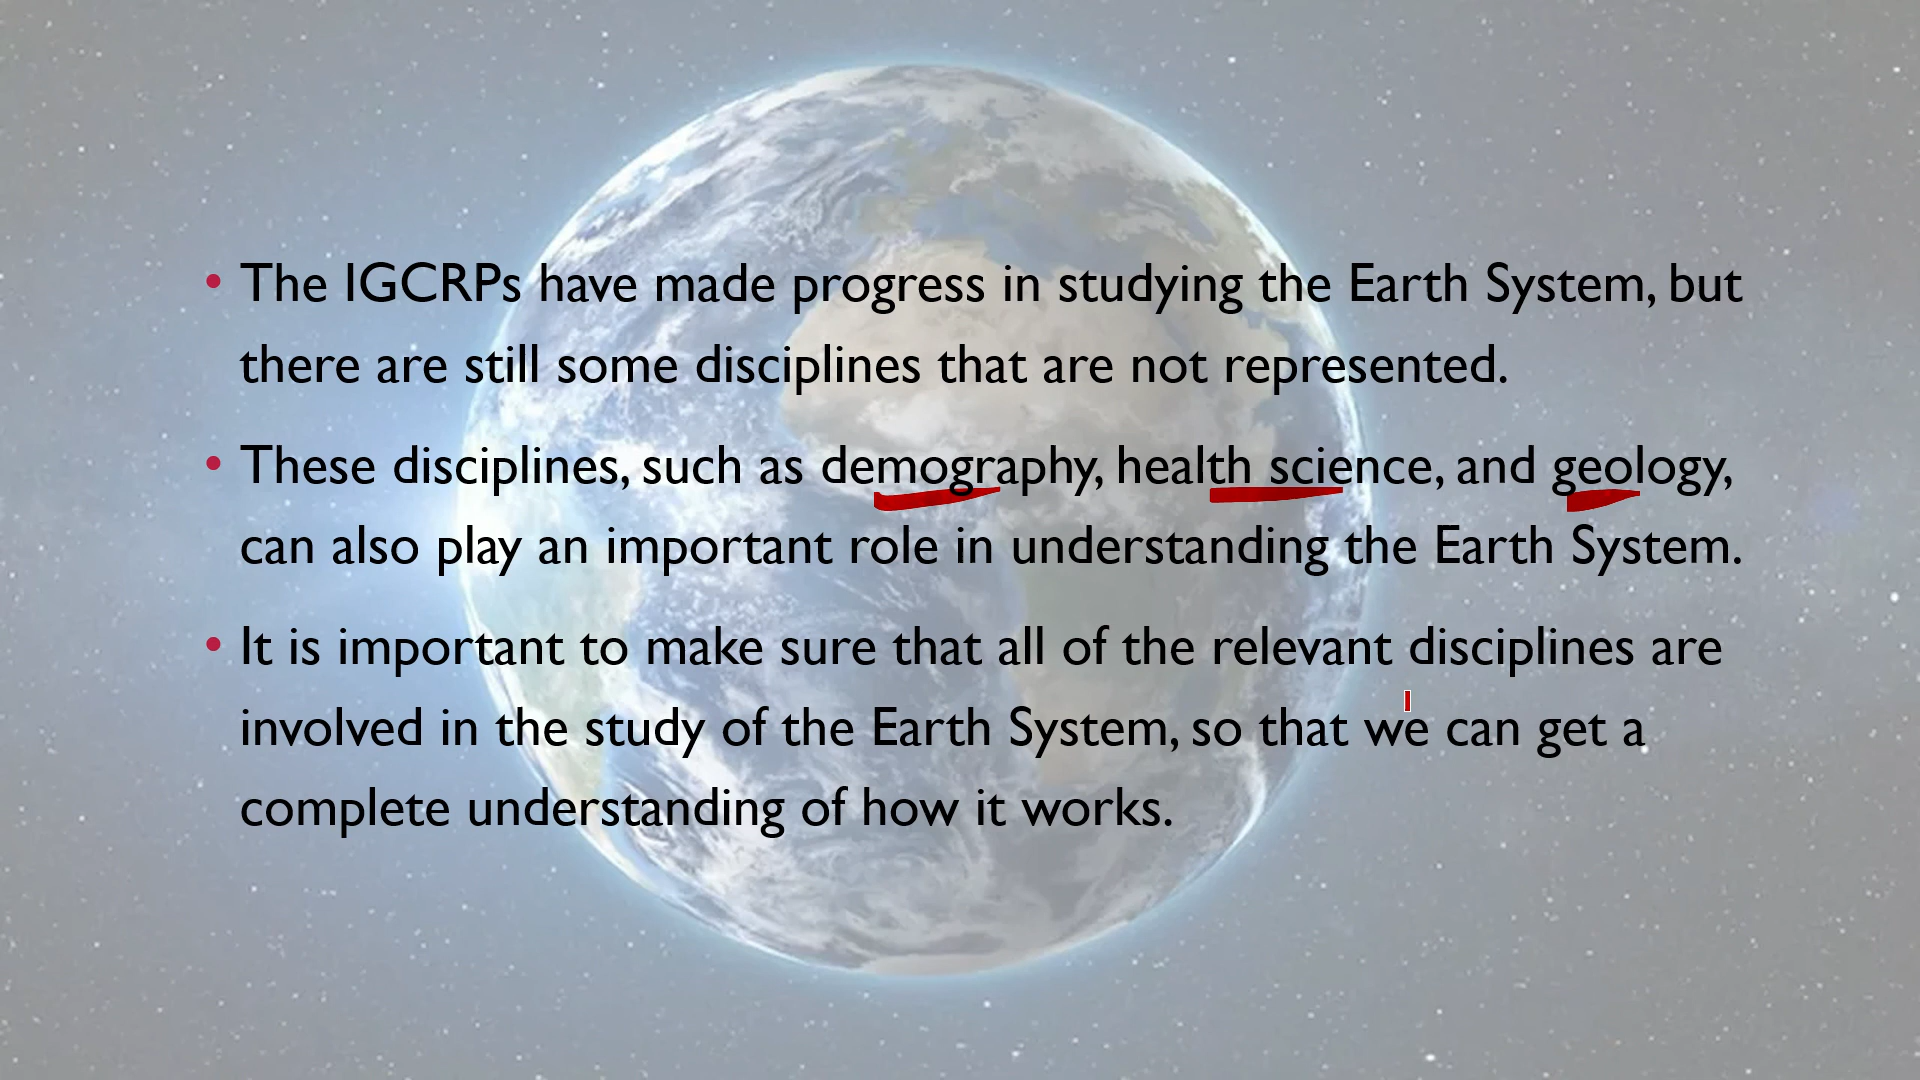 • The IGCRPs have made progress in studying the Earth System, but
there are still some disciplines that are not represented.
• These disciplines, such as demography, health science, and geology,
can also play an important role in understanding the Earth System.
• It is important to make sure that all of the relevant disciplines are
involved in the study of the Earth System, so that we can get a
complete understanding of how it works.